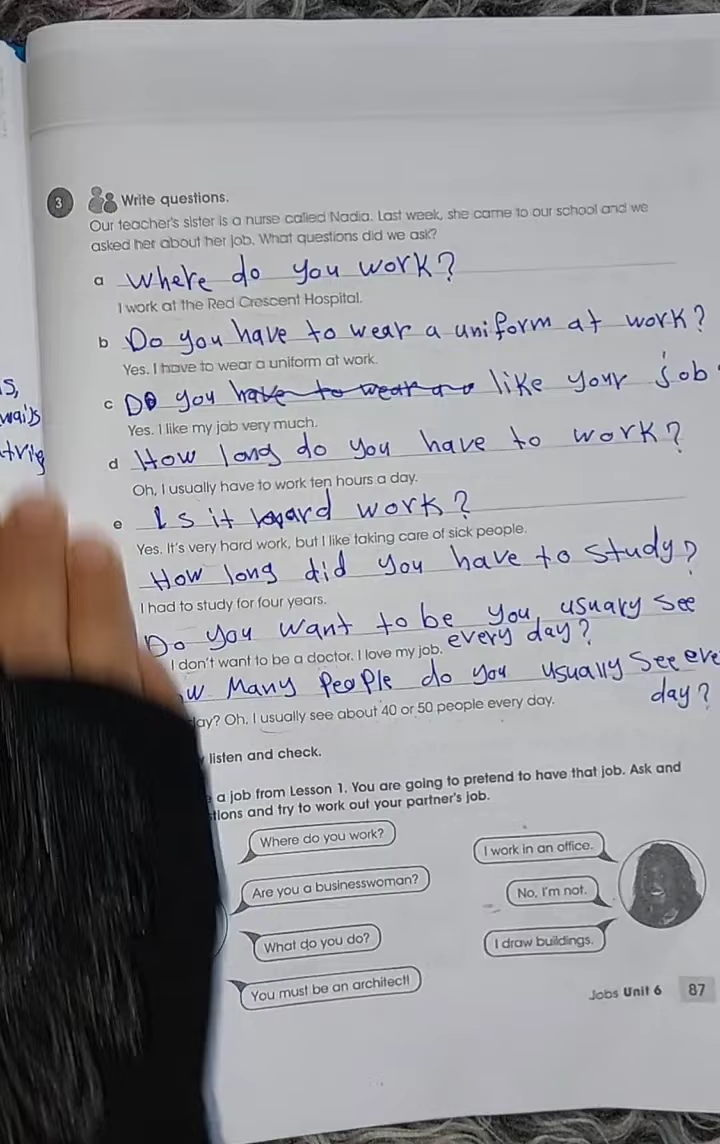 3 Write questions.
Our teacher's sister is a nurse called Nadia. Last week, she came to our school and we
asked her about her job. What questions did we ask?
a Where do you work?
I work at the Red Crescent Hospital.
b Do you have to wear a uniform at work?
Yes. I have to wear a uniform at work.
c Do you have to wear a like your job
Yes. I like my job very much.
d How long do you have to work?
Oh, I usually have to work ten hours a day.
e Is it hard work?
Yes. It's very hard work, but I like taking care of sick people.
How long did you have to study?
I had to study for four years.
Do you want to be you usuary see
every day?
I don't want to be a doctor. I love my job.
w Many People do you usually see eve
day?
day? Oh, I usually see about 40 or 50 people every day.
listen and check.
a job from Lesson 1. You are going to pretend to have that job. Ask and
tions and try to work out your partner's job.
Where do you work?
I work in an office.
Are you a businesswoman?
No, I'm not.
What do you do?
I draw buildings.
You must be an architect!
Jobs Unit 6 87
s,
ways